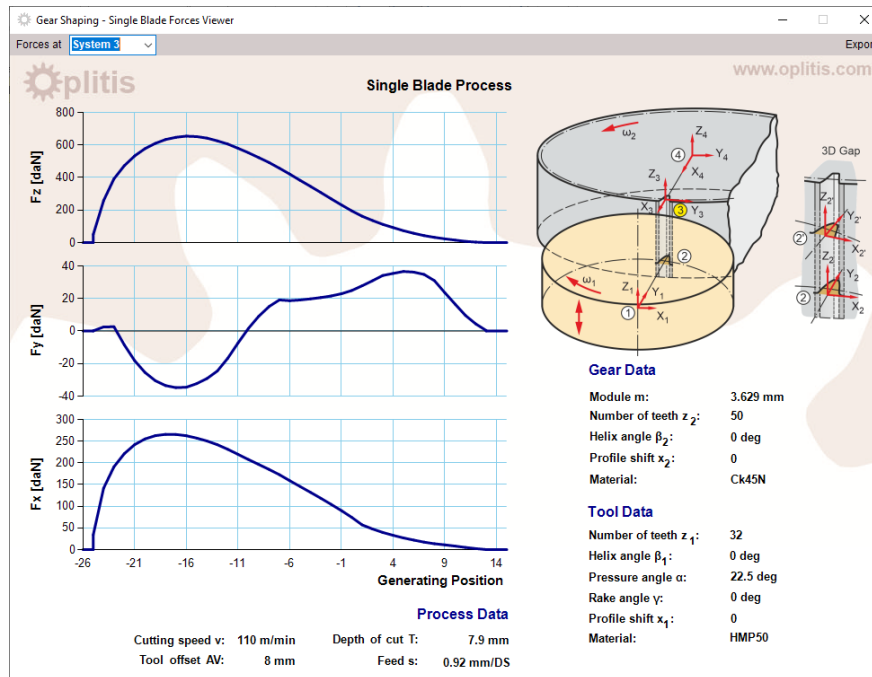 Gear Shaping - Single Blade Forces Viewer
Forces at System 3
Expor
Oplitis
www.oplitis.com
Single Blade Process
Fz [daN]
800
600
400
200
0
Fy [daN]
40
20
0
-20
-40
Fx [daN]
300
250
200
150
100
50
0
-26 -21 -16 -11 -6 -1 4 9 14
Generating Position
ω2
Z4
4
Y4
X4
Z3
X3
3
Y3
2
ω1
Z1
Y1
1
X1
3D Gap
Z2'
Y2'
2'
X2'
Z2
Y2
2
X2
Gear Data
Module m: 3.629 mm
Number of teeth z2: 50
Helix angle β2: 0 deg
Profile shift x2: 0
Material: Ck45N
Tool Data
Number of teeth z1: 32
Helix angle β1: 0 deg
Pressure angle α: 22.5 deg
Rake angle γ: 0 deg
Profile shift x1: 0
Material: HMP50
Process Data
Cutting speed v: 110 m/min Depth of cut T: 7.9 mm
Tool offset AV: 8 mm Feed s: 0.92 mm/DS